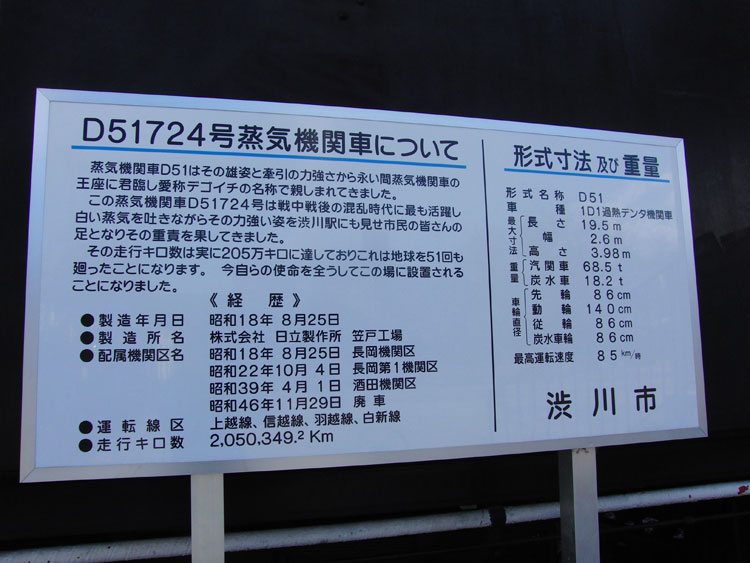 D51724号蒸気機関車について
蒸気機関車D51はその雄姿と牽引の力強さから永い間蒸気機関車の
王座に君臨し愛称デコイチの名称で親しまれてきました。
この蒸気機関車D51724号は戦中戦後の混乱時代に最も活躍し
白い蒸気を吐きながらその力強い姿を渋川駅にも見せ市民の皆さんの
足となりその重責を果してきました。
その走行キロ数は実に205万キロに達しておりこれは地球を51回も
廻ったことになります。 今自らの使命を全うしてこの場に設置される
ことになりました。
《経歴》
●製造年月日 昭和18年 8月25日
●製造所名 株式会社 日立製作所 笠戸工場
●配属機関区名 昭和18年 8月25日 長岡機関区
昭和22年10月 4日 長岡第1機関区
昭和39年 4月 1日 酒田機関区
昭和46年11月29日 廃車
●運転線区 上越線、信越線、羽越線、白新線
●走行キロ数 2,050,349.² Km
形式寸法及び重量
形式名称 D51
車種 1D1過熱テンダ機関車
最大寸法 長さ 19.5m
幅 2.6m
高さ 3.98m
重量 汽関車 68.5t
炭水車 18.2t
車輪直径 先輪 86cm
動輪 140cm
従輪 86cm
炭水車輪 86cm
最高運転速度 85km/時
渋川市